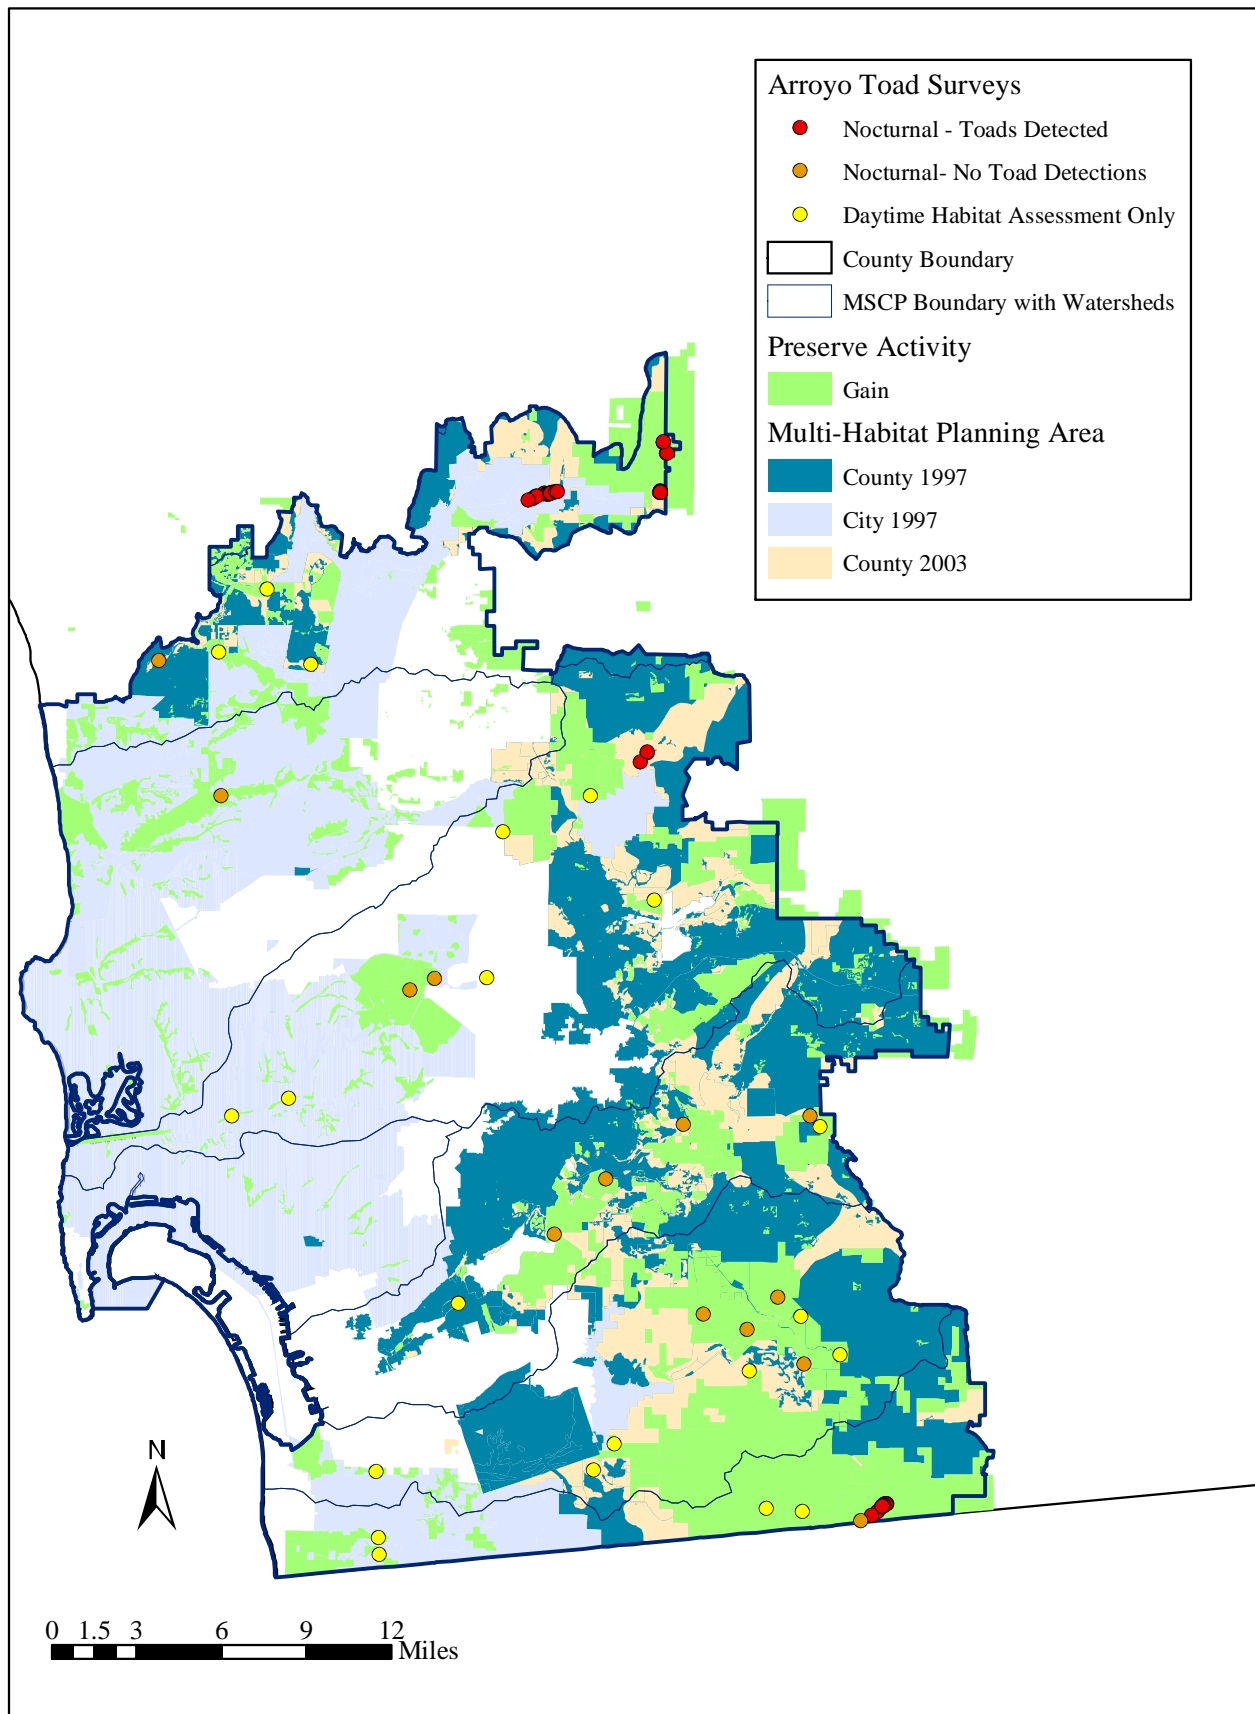 Arroyo Toad Surveys
Nocturnal - Toads Detected
Nocturnal- No Toad Detections
Daytime Habitat Assessment Only
County Boundary
MSCP Boundary with Watersheds
Preserve Activity
Gain
Multi-Habitat Planning Area
County 1997
City 1997
County 2003
N
0 1.5 3 6 9 12
Miles